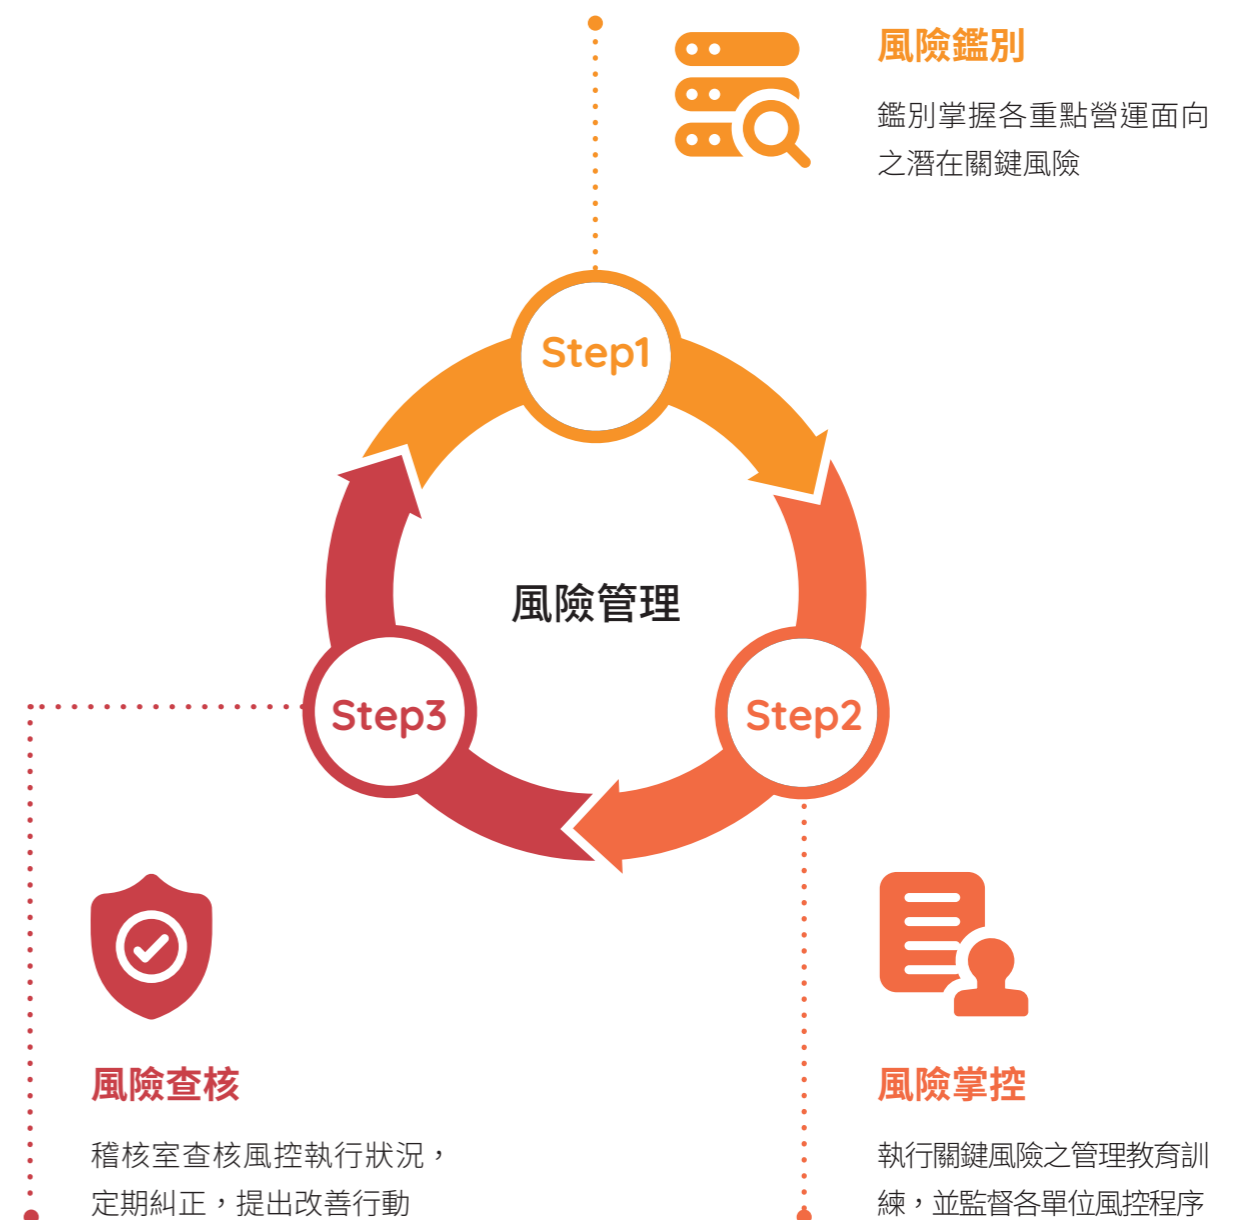 風險鑑別
鑑別掌握各重點營運面向
之潛在關鍵風險
Step1
風險管理
Step3
Step2
風險查核
稽核室查核風控執行狀況，
定期糾正，提出改善行動
風險掌控
執行關鍵風險之管理教育訓
練，並監督各單位風控程序